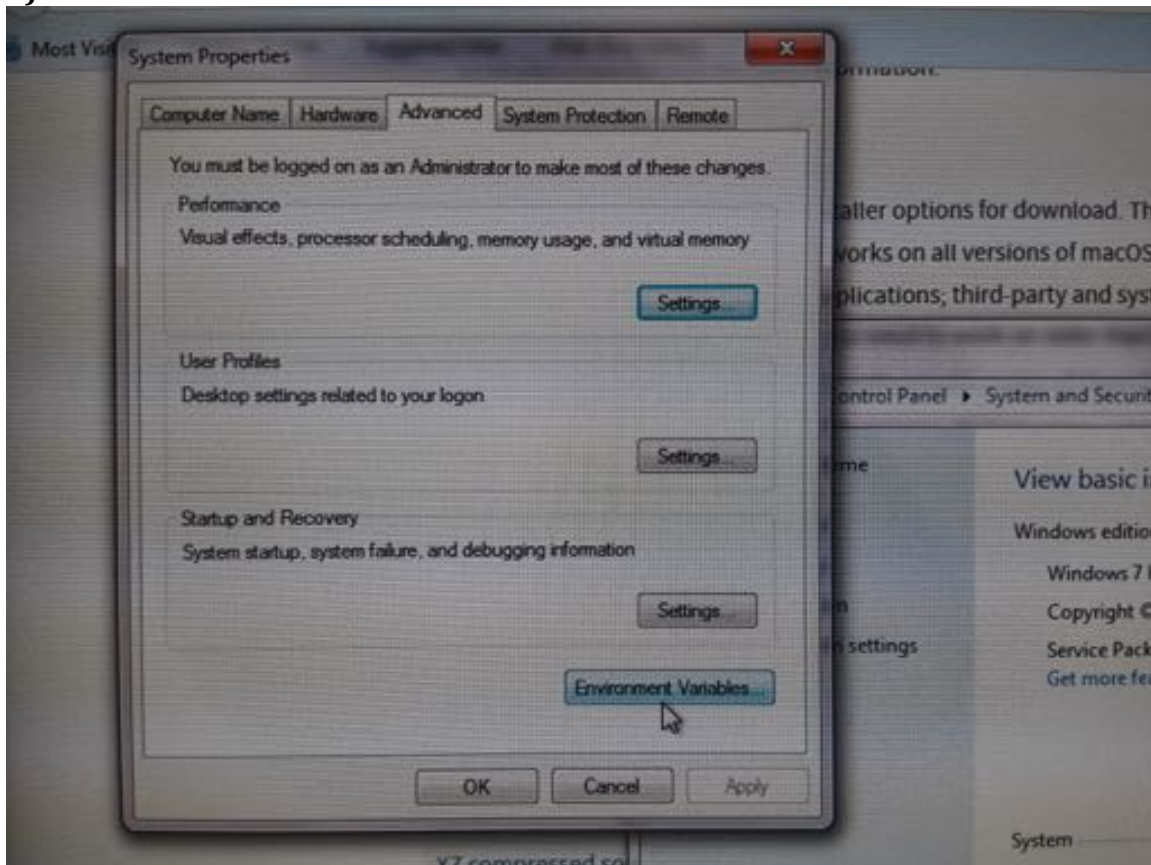 Most Visi
System Properties
Computer Name Hardware Advanced System Protection Remote
You must be logged on as an Administrator to make most of these changes.
Performance
Visual effects, processor scheduling, memory usage, and virtual memory
Settings...
User Profiles
Desktop settings related to your logon
Settings...
Startup and Recovery
System startup, system failure, and debugging information
Settings...
Environment Variables...
OK Cancel Apply
ormation.
aller options for download. Th
works on all versions of macOS
plications; third-party and sys
ontrol Panel ▸ System and Securit
ome
View basic i
Windows editio
Windows 7
Copyright ©
n
settings
Service Pack
Get more fea
System
XZ compressed so